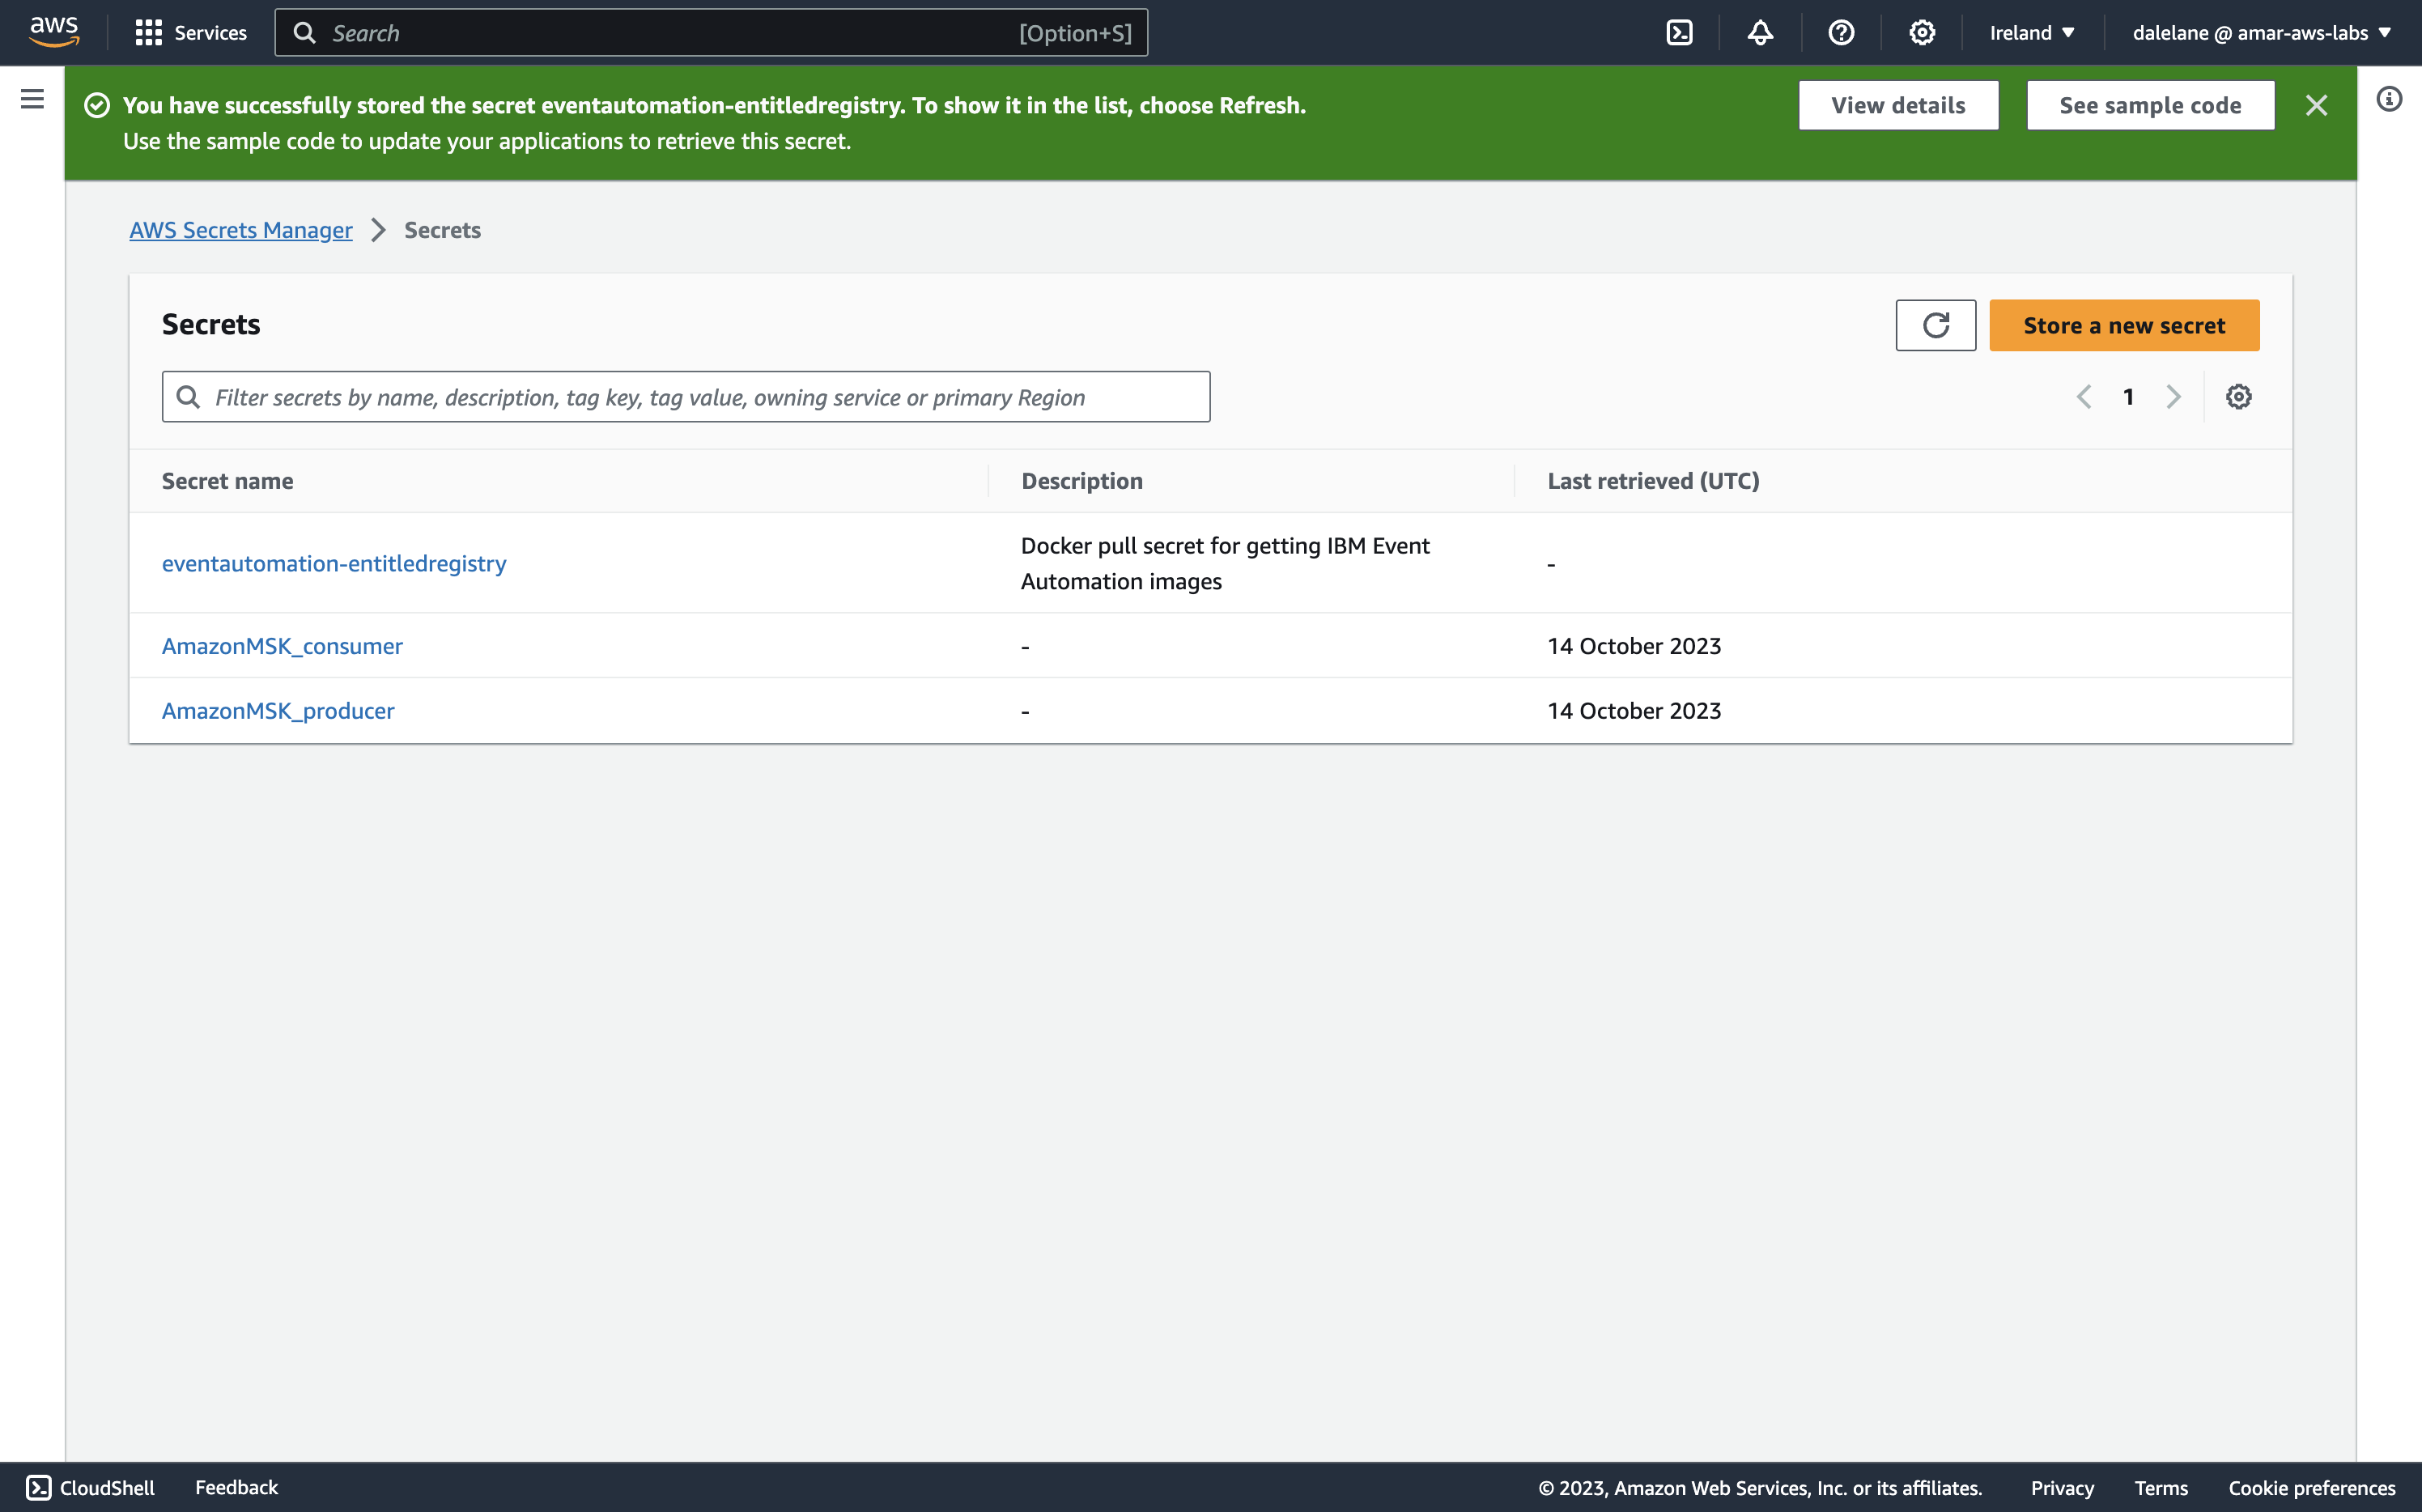 aws
Services
Search
[Option+S]
Ireland
dalelane @ amar-aws-labs
You have successfully stored the secret eventautomation-entitledregistry. To show it in the list, choose Refresh.
Use the sample code to update your applications to retrieve this secret.
View details
See sample code
AWS Secrets Manager
Secrets
Secrets
Store a new secret
Filter secrets by name, description, tag key, tag value, owning service or primary Region
1
Secret name
Description
Last retrieved (UTC)
eventautomation-entitledregistry
Docker pull secret for getting IBM Event
Automation images
-
AmazonMSK_consumer
-
14 October 2023
AmazonMSK_producer
-
14 October 2023
CloudShell
Feedback
© 2023, Amazon Web Services, Inc. or its affiliates.
Privacy
Terms
Cookie preferences